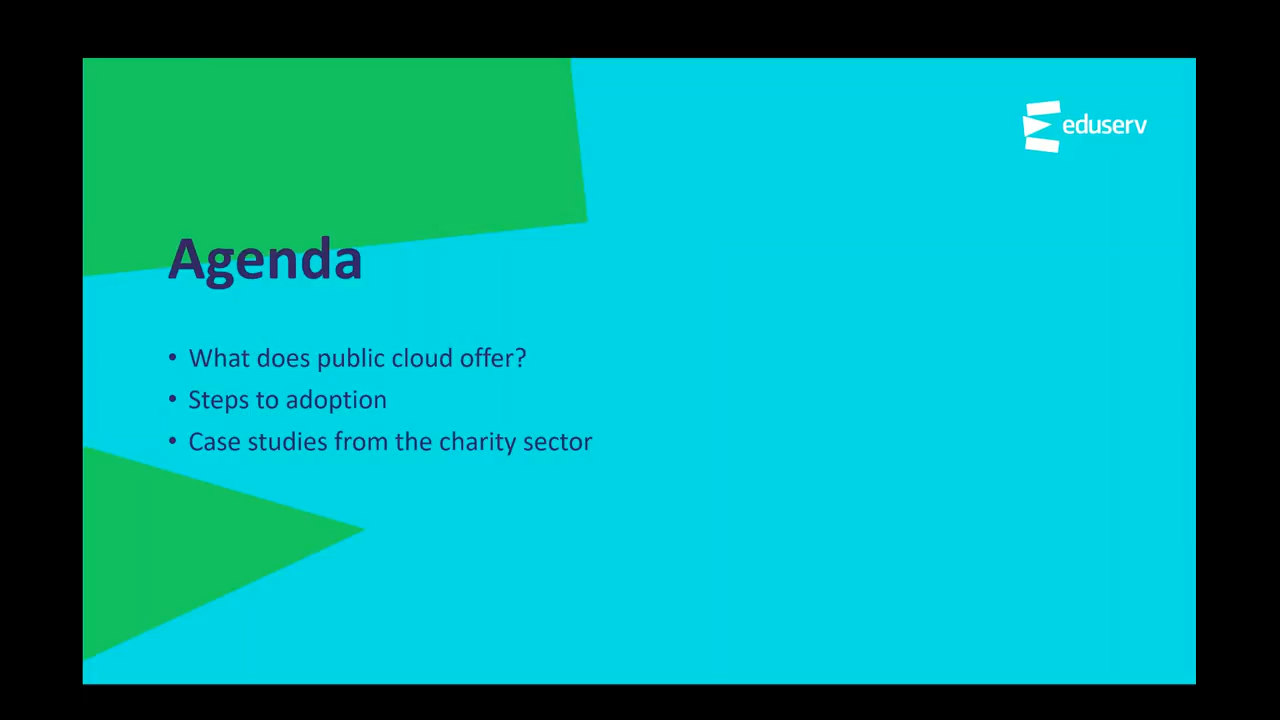 eduserv
Agenda
• What does public cloud offer?
• Steps to adoption
• Case studies from the charity sector